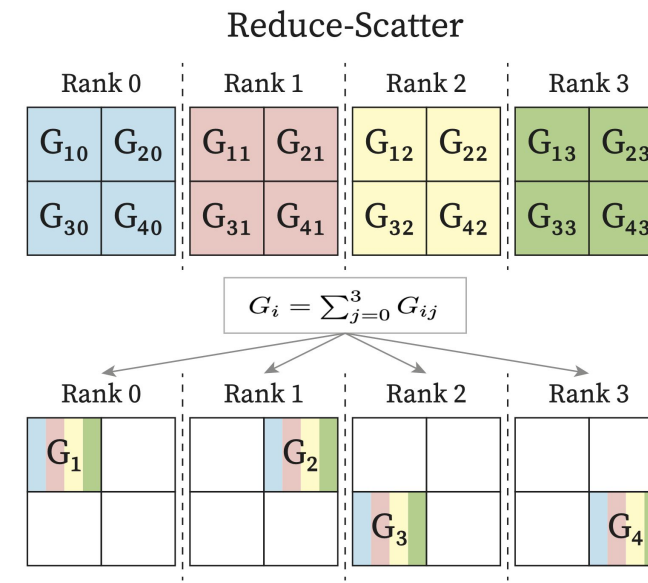 Reduce-Scatter
Rank 0 Rank 1 Rank 2 Rank 3
G₁₀ G₂₀ G₁₁ G₂₁ G₁₂ G₂₂ G₁₃ G₂₃
G₃₀ G₄₀ G₃₁ G₄₁ G₃₂ G₄₂ G₃₃ G₄₃
Gᵢ = ∑³ⱼ₌₀ Gᵢⱼ
Rank 0 Rank 1 Rank 2 Rank 3
G₁ G₂
G₃ G₄